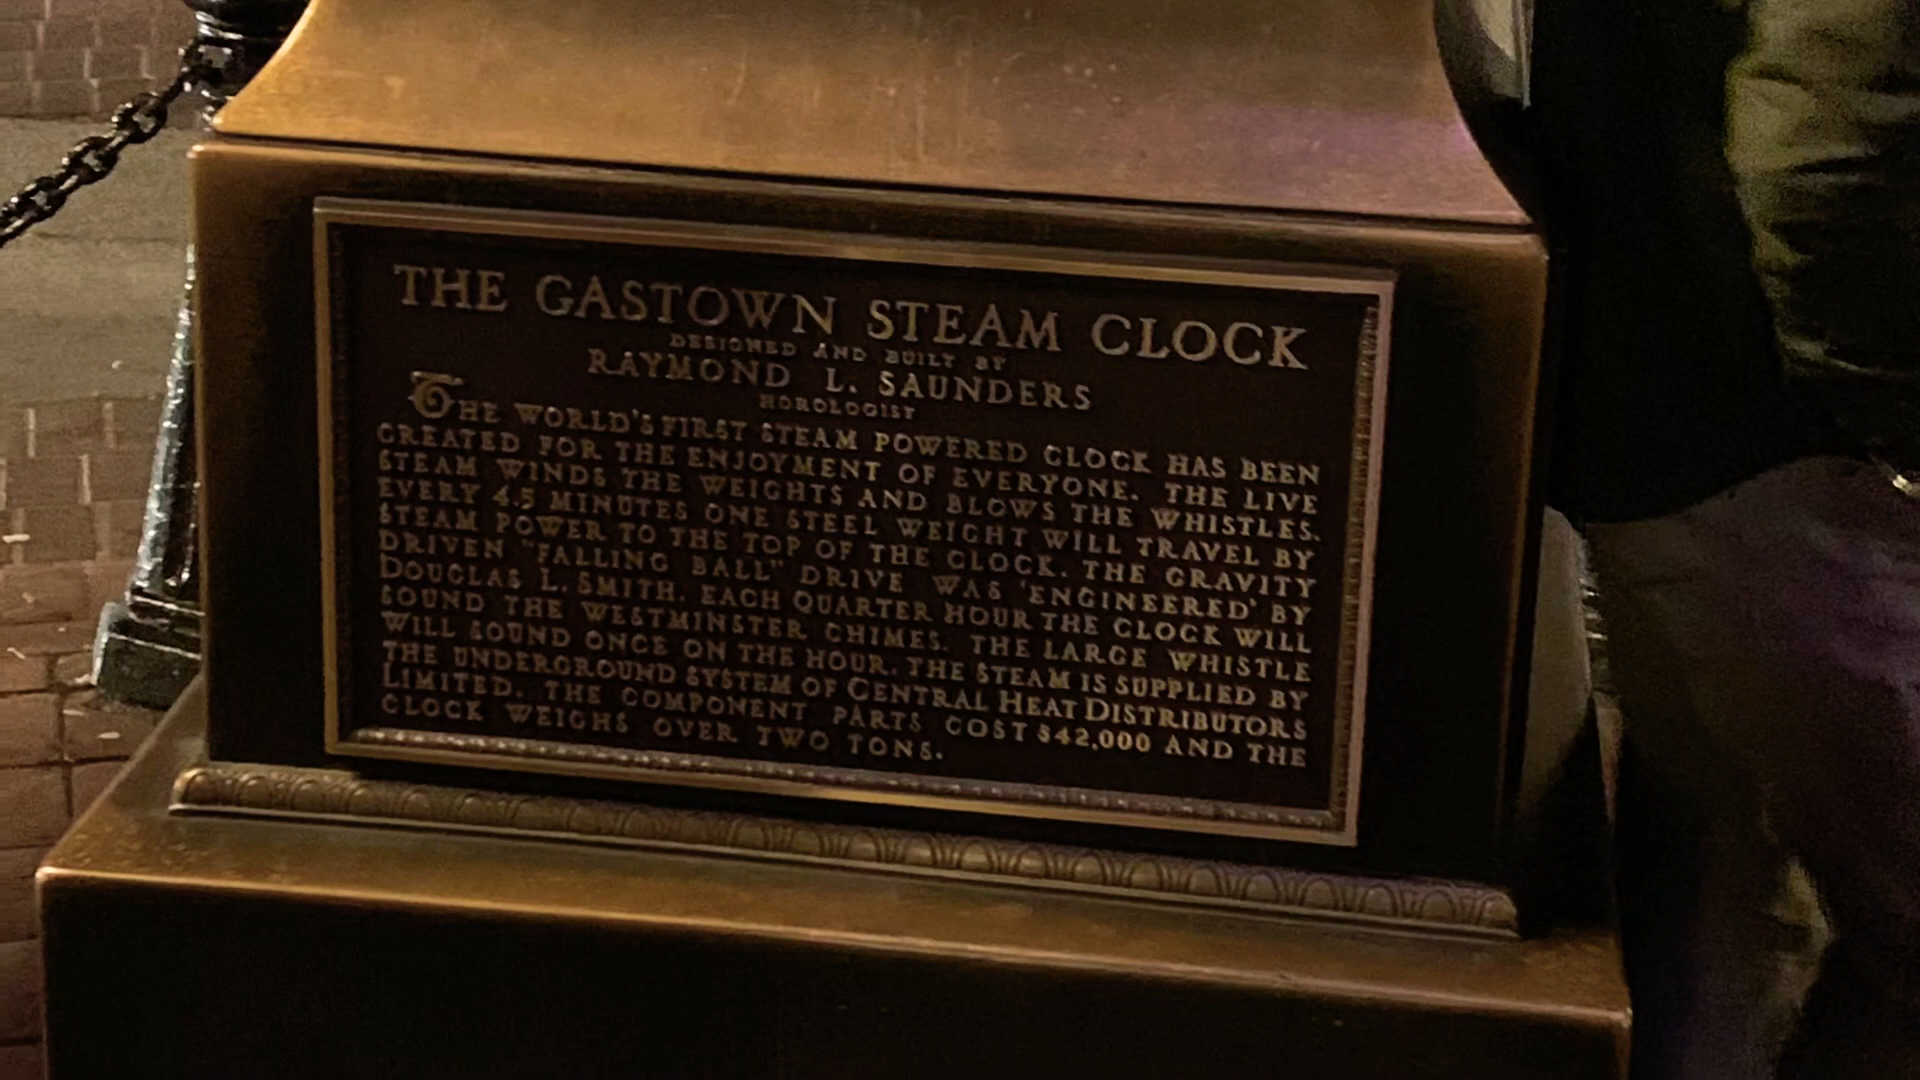 THE GASTOWN STEAM CLOCK
DESIGNED AND BUILT BY
RAYMOND L. SAUNDERS
HOROLOGIST
THE WORLD'S FIRST STEAM POWERED CLOCK HAS BEEN
CREATED FOR THE ENJOYMENT OF EVERYONE. THE LIVE
STEAM WINDS THE WEIGHTS AND BLOWS THE WHISTLES.
EVERY 4.5 MINUTES ONE STEEL WEIGHT WILL TRAVEL BY
STEAM POWER TO THE TOP OF THE CLOCK. THE GRAVITY
DRIVEN "FALLING BALL" DRIVE WAS 'ENGINEERED' BY
DOUGLAS L. SMITH. EACH QUARTER HOUR THE CLOCK WILL
SOUND THE WESTMINSTER CHIMES. THE LARGE WHISTLE
WILL SOUND ONCE ON THE HOUR. THE STEAM IS SUPPLIED BY
THE UNDERGROUND SYSTEM OF CENTRAL HEAT DISTRIBUTORS
LIMITED. THE COMPONENT PARTS COST $42,000 AND THE
CLOCK WEIGHS OVER TWO TONS.